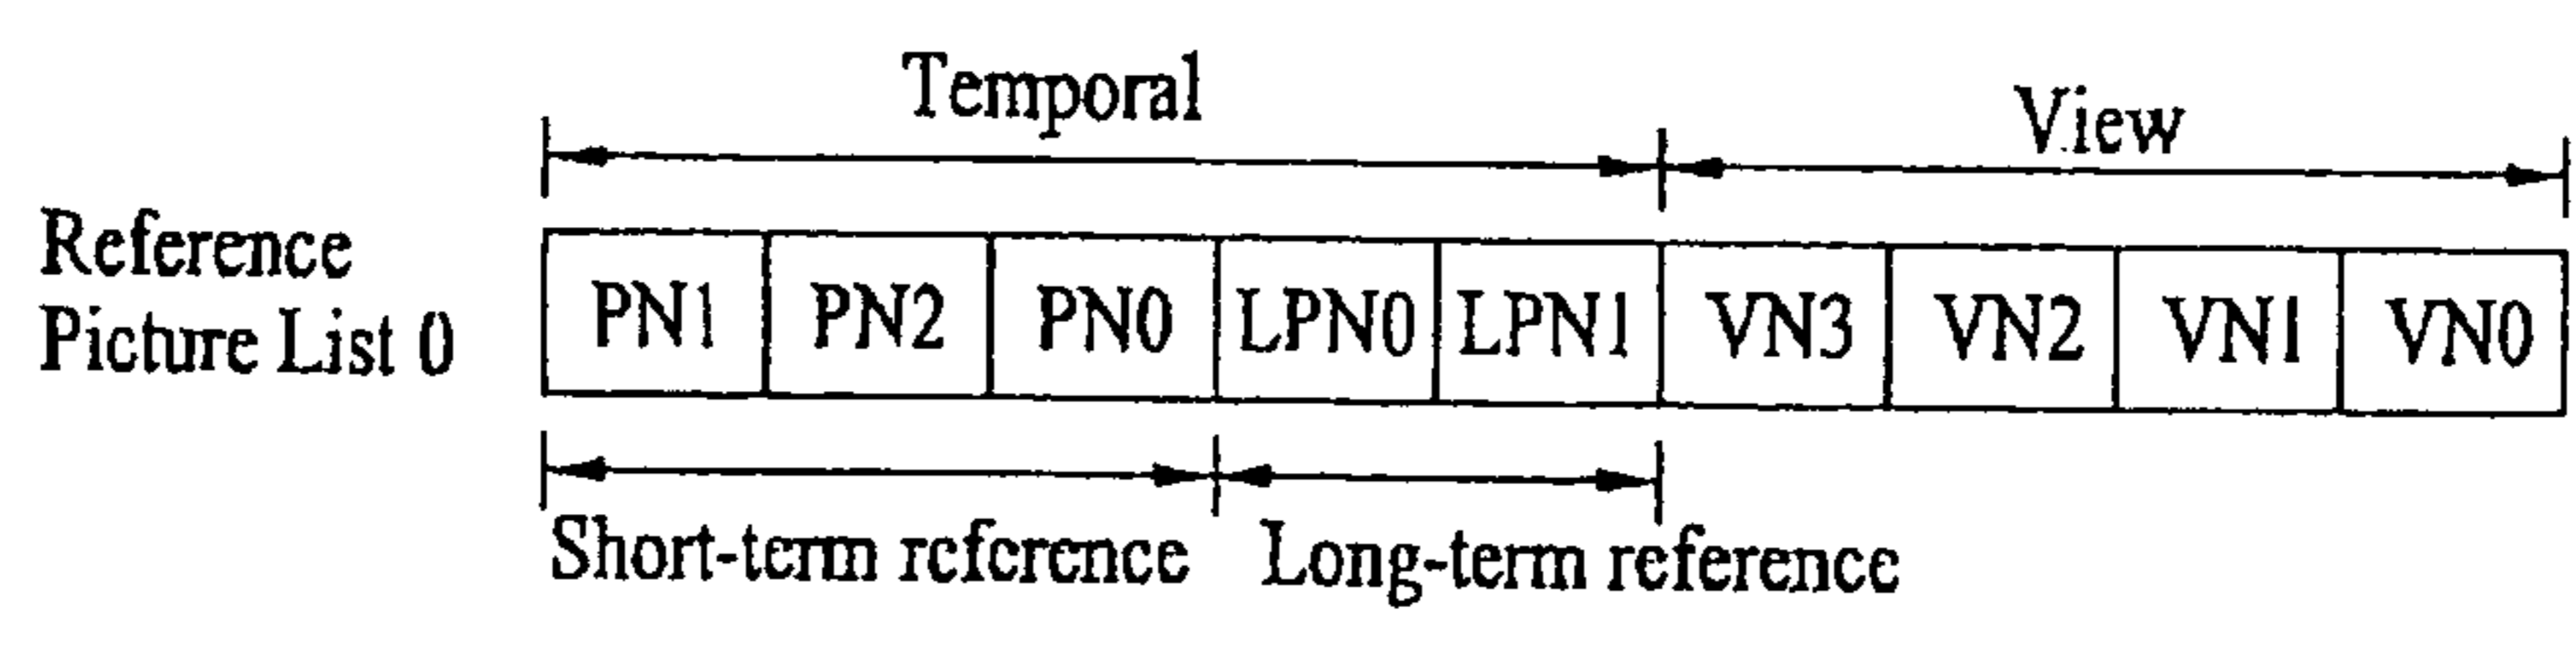 Temporal
View
Reference
Picture List 0
PN1 PN2 PN0 LPN0 LPN1 VN3 VN2 VN1 VN0
Short-term reference Long-term reference